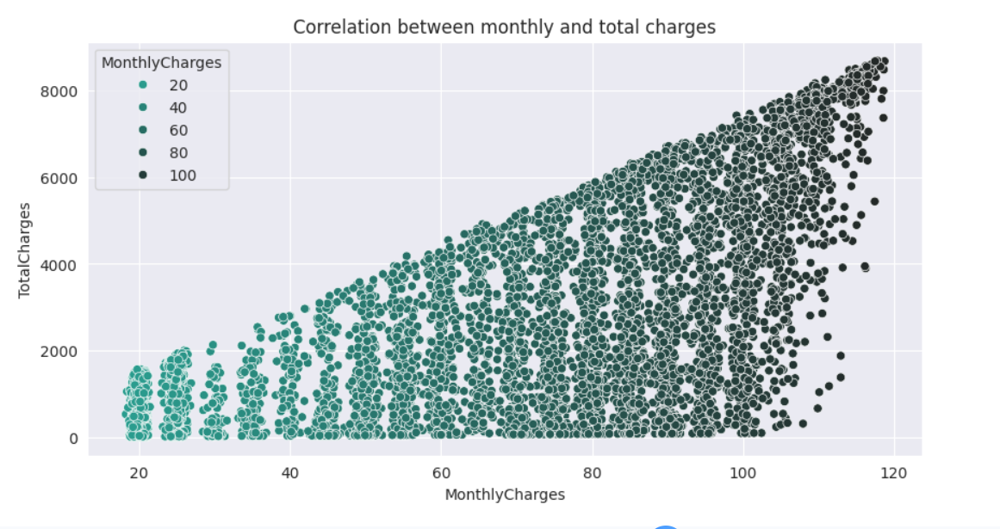 Correlation between monthly and total charges
MonthlyCharges
20
40
60
80
100
TotalCharges
8000
6000
4000
2000
0
20 40 60 80 100 120
MonthlyCharges